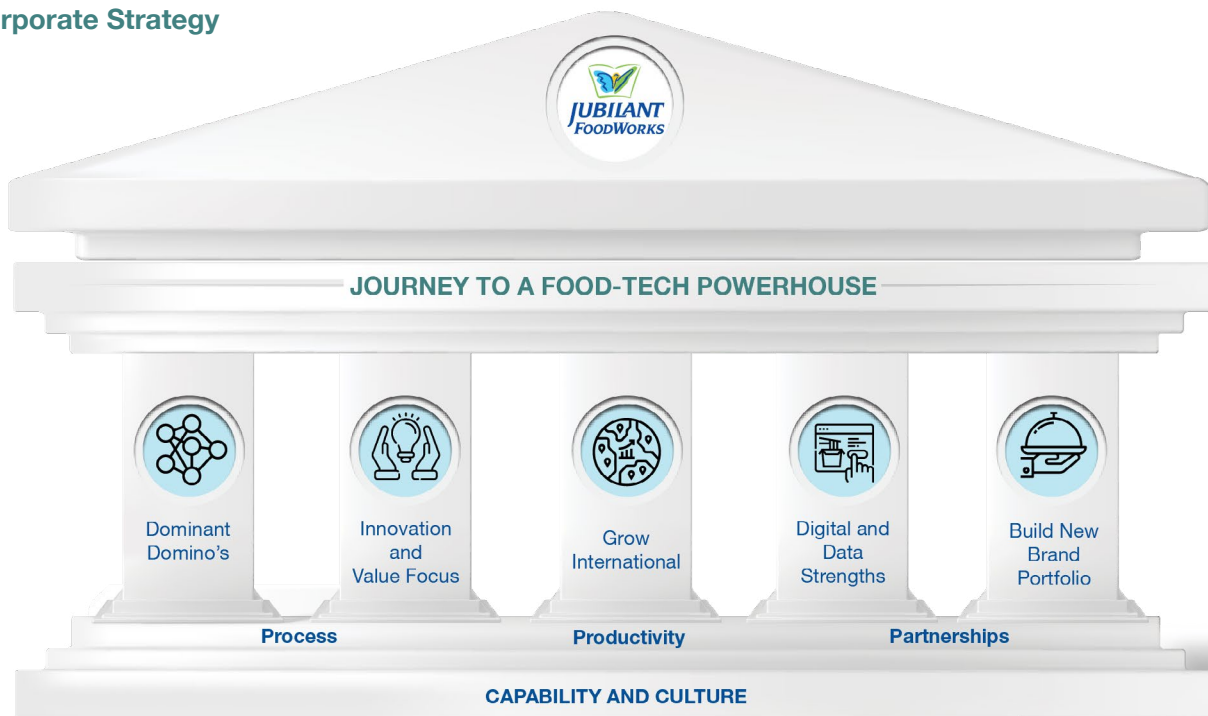 rporate Strategy
JUBILANT
FOODWORKS
JOURNEY TO A FOOD-TECH POWERHOUSE
Dominant
Domino's
Innovation
and
Value Focus
Grow
International
Digital and
Data
Strengths
Build New
Brand
Portfolio
Process
Productivity
Partnerships
CAPABILITY AND CULTURE